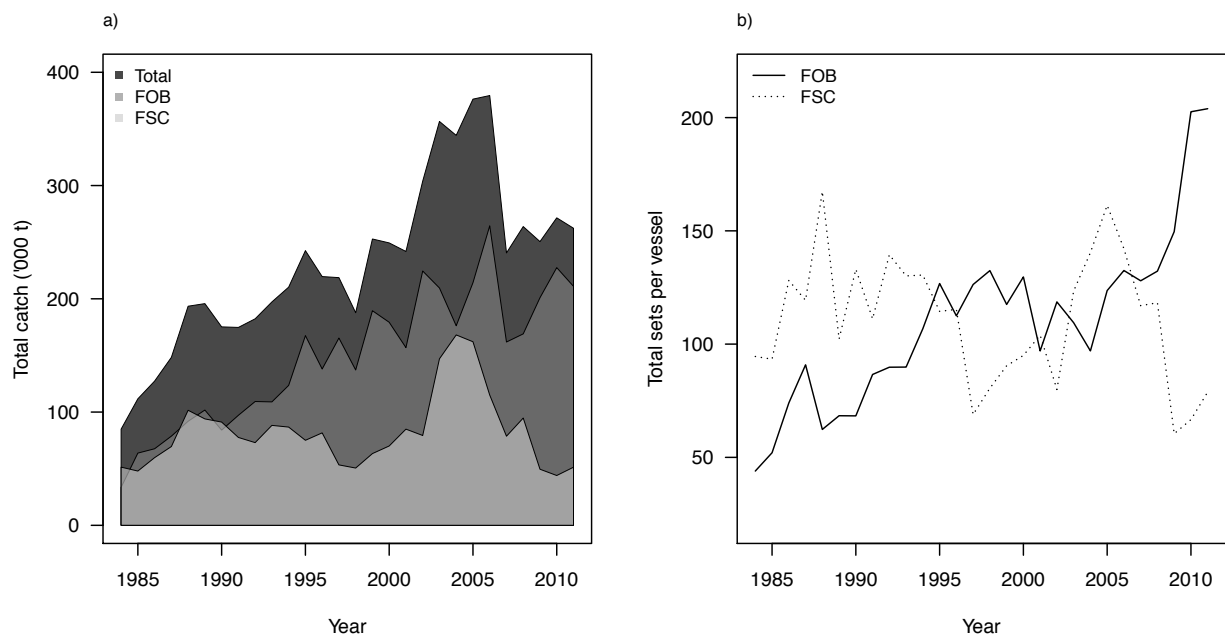 a)
Total catch ('000 t)
400
300
200
100
0
Total
FOB
FSC
1985 1990 1995 2000 2005 2010
Year
b)
Total sets per vessel
200
150
100
50
FOB
FSC
1985 1990 1995 2000 2005 2010
Year